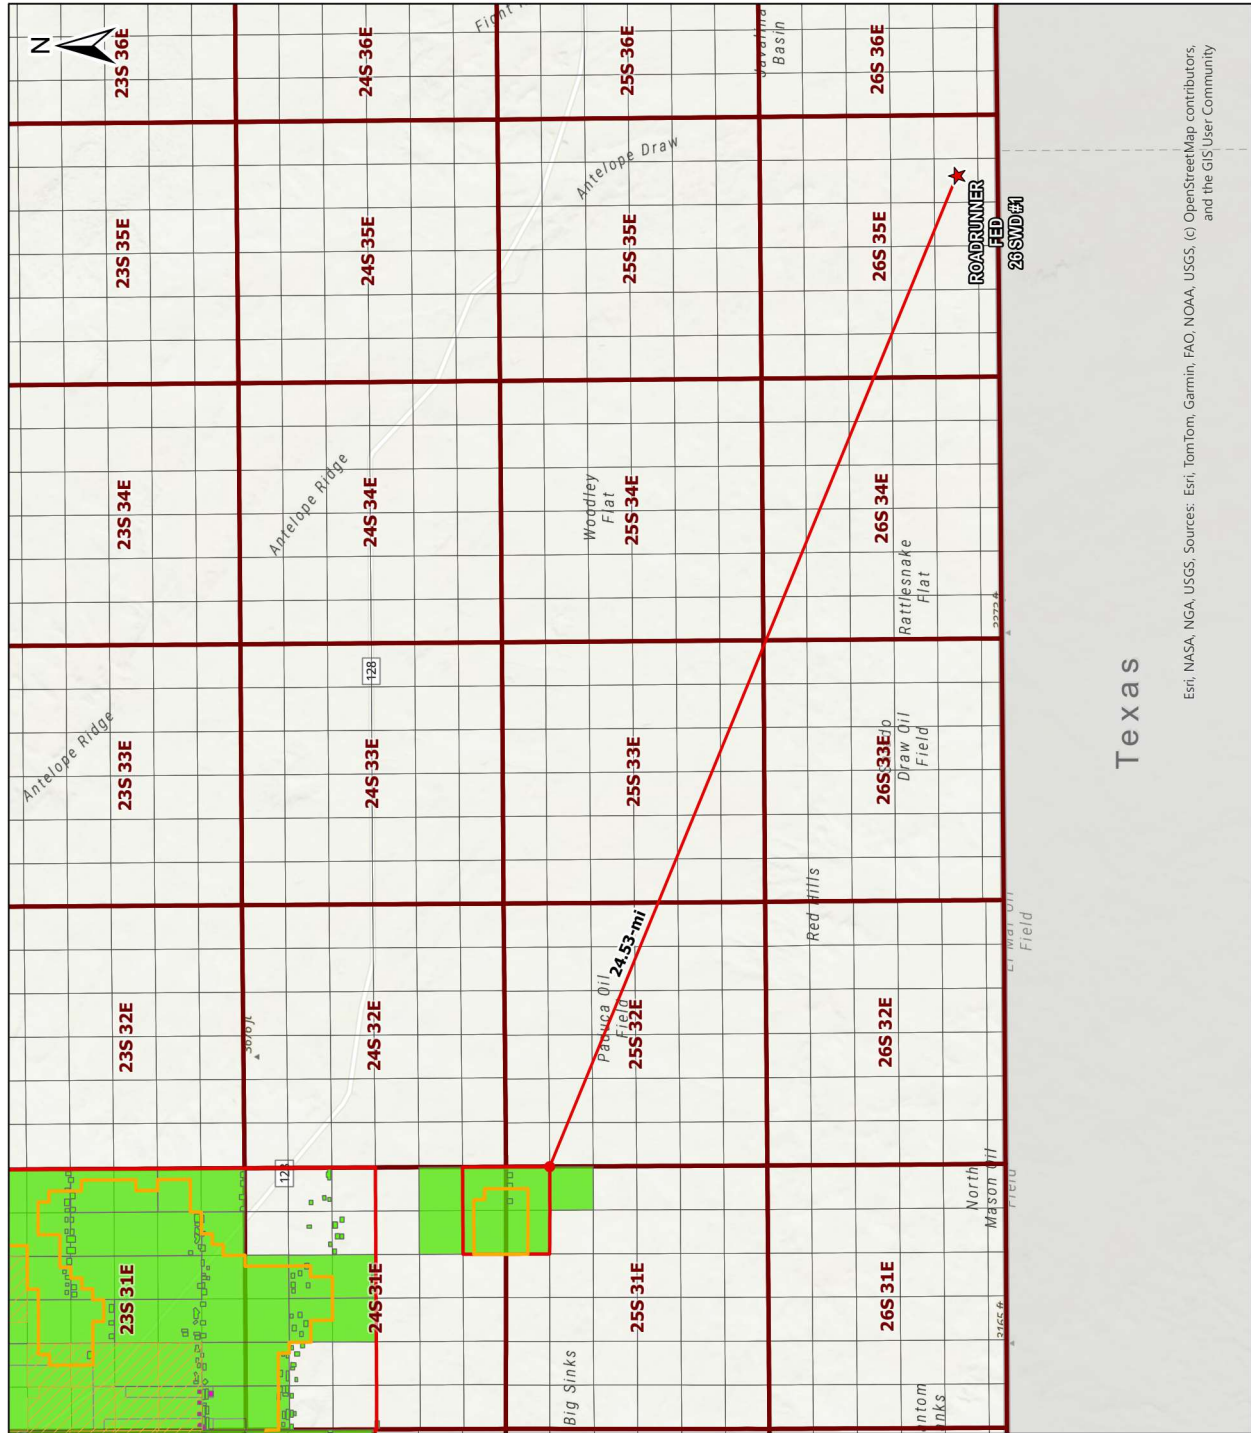 N
23S 36E
24S 36E
25S 36E
26S 36E
Basin
Antelope Draw
23S 35E
24S 35E
25S 35E
26S 35E
ROADRUNNER
FED
26 SWD #1
Antelope Ridge
23S 34E
24S 34E
Woodley
Flat
25S 34E
26S 34E
Rattlesnake
Flat
Antelope Ridge
128
23S 33E
24S 33E
25S 33E
26S 33E
Draw Oil
Field
Red Hills
24.53-mi
23S 32E
24S 32E
Paduca Oil
Field
25S 32E
26S 32E
Field
128
North
Mason Oil
Field
23S 31E
24S 31E
25S 31E
26S 31E
3165 ft
Big Sinks
Texas
Esri, NASA, NGA, USGS, Sources: Esri, TomTom, Garmin, FAO, NOAA, USGS, (c) OpenStreetMap contributors,
and the GIS User Community